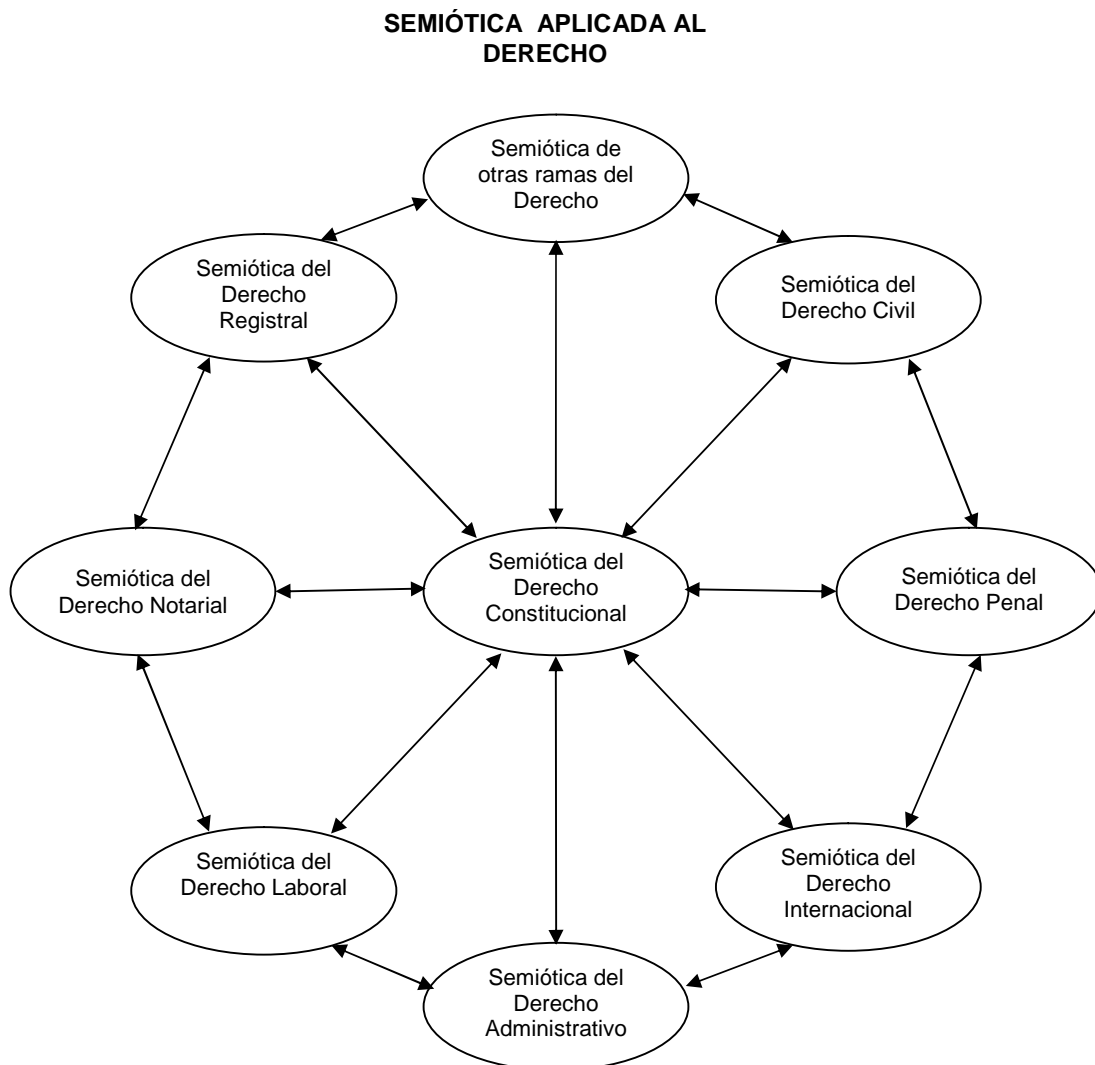 SEMIÓTICA APLICADA AL
DERECHO
Semiótica de
otras ramas del
Derecho
Semiótica del
Derecho
Registral
Semiótica del
Derecho Civil
Semiótica del
Derecho Notarial
Semiótica del
Derecho
Constitucional
Semiótica del
Derecho Penal
Semiótica del
Derecho Laboral
Semiótica del
Derecho
Internacional
Semiótica del
Derecho
Administrativo